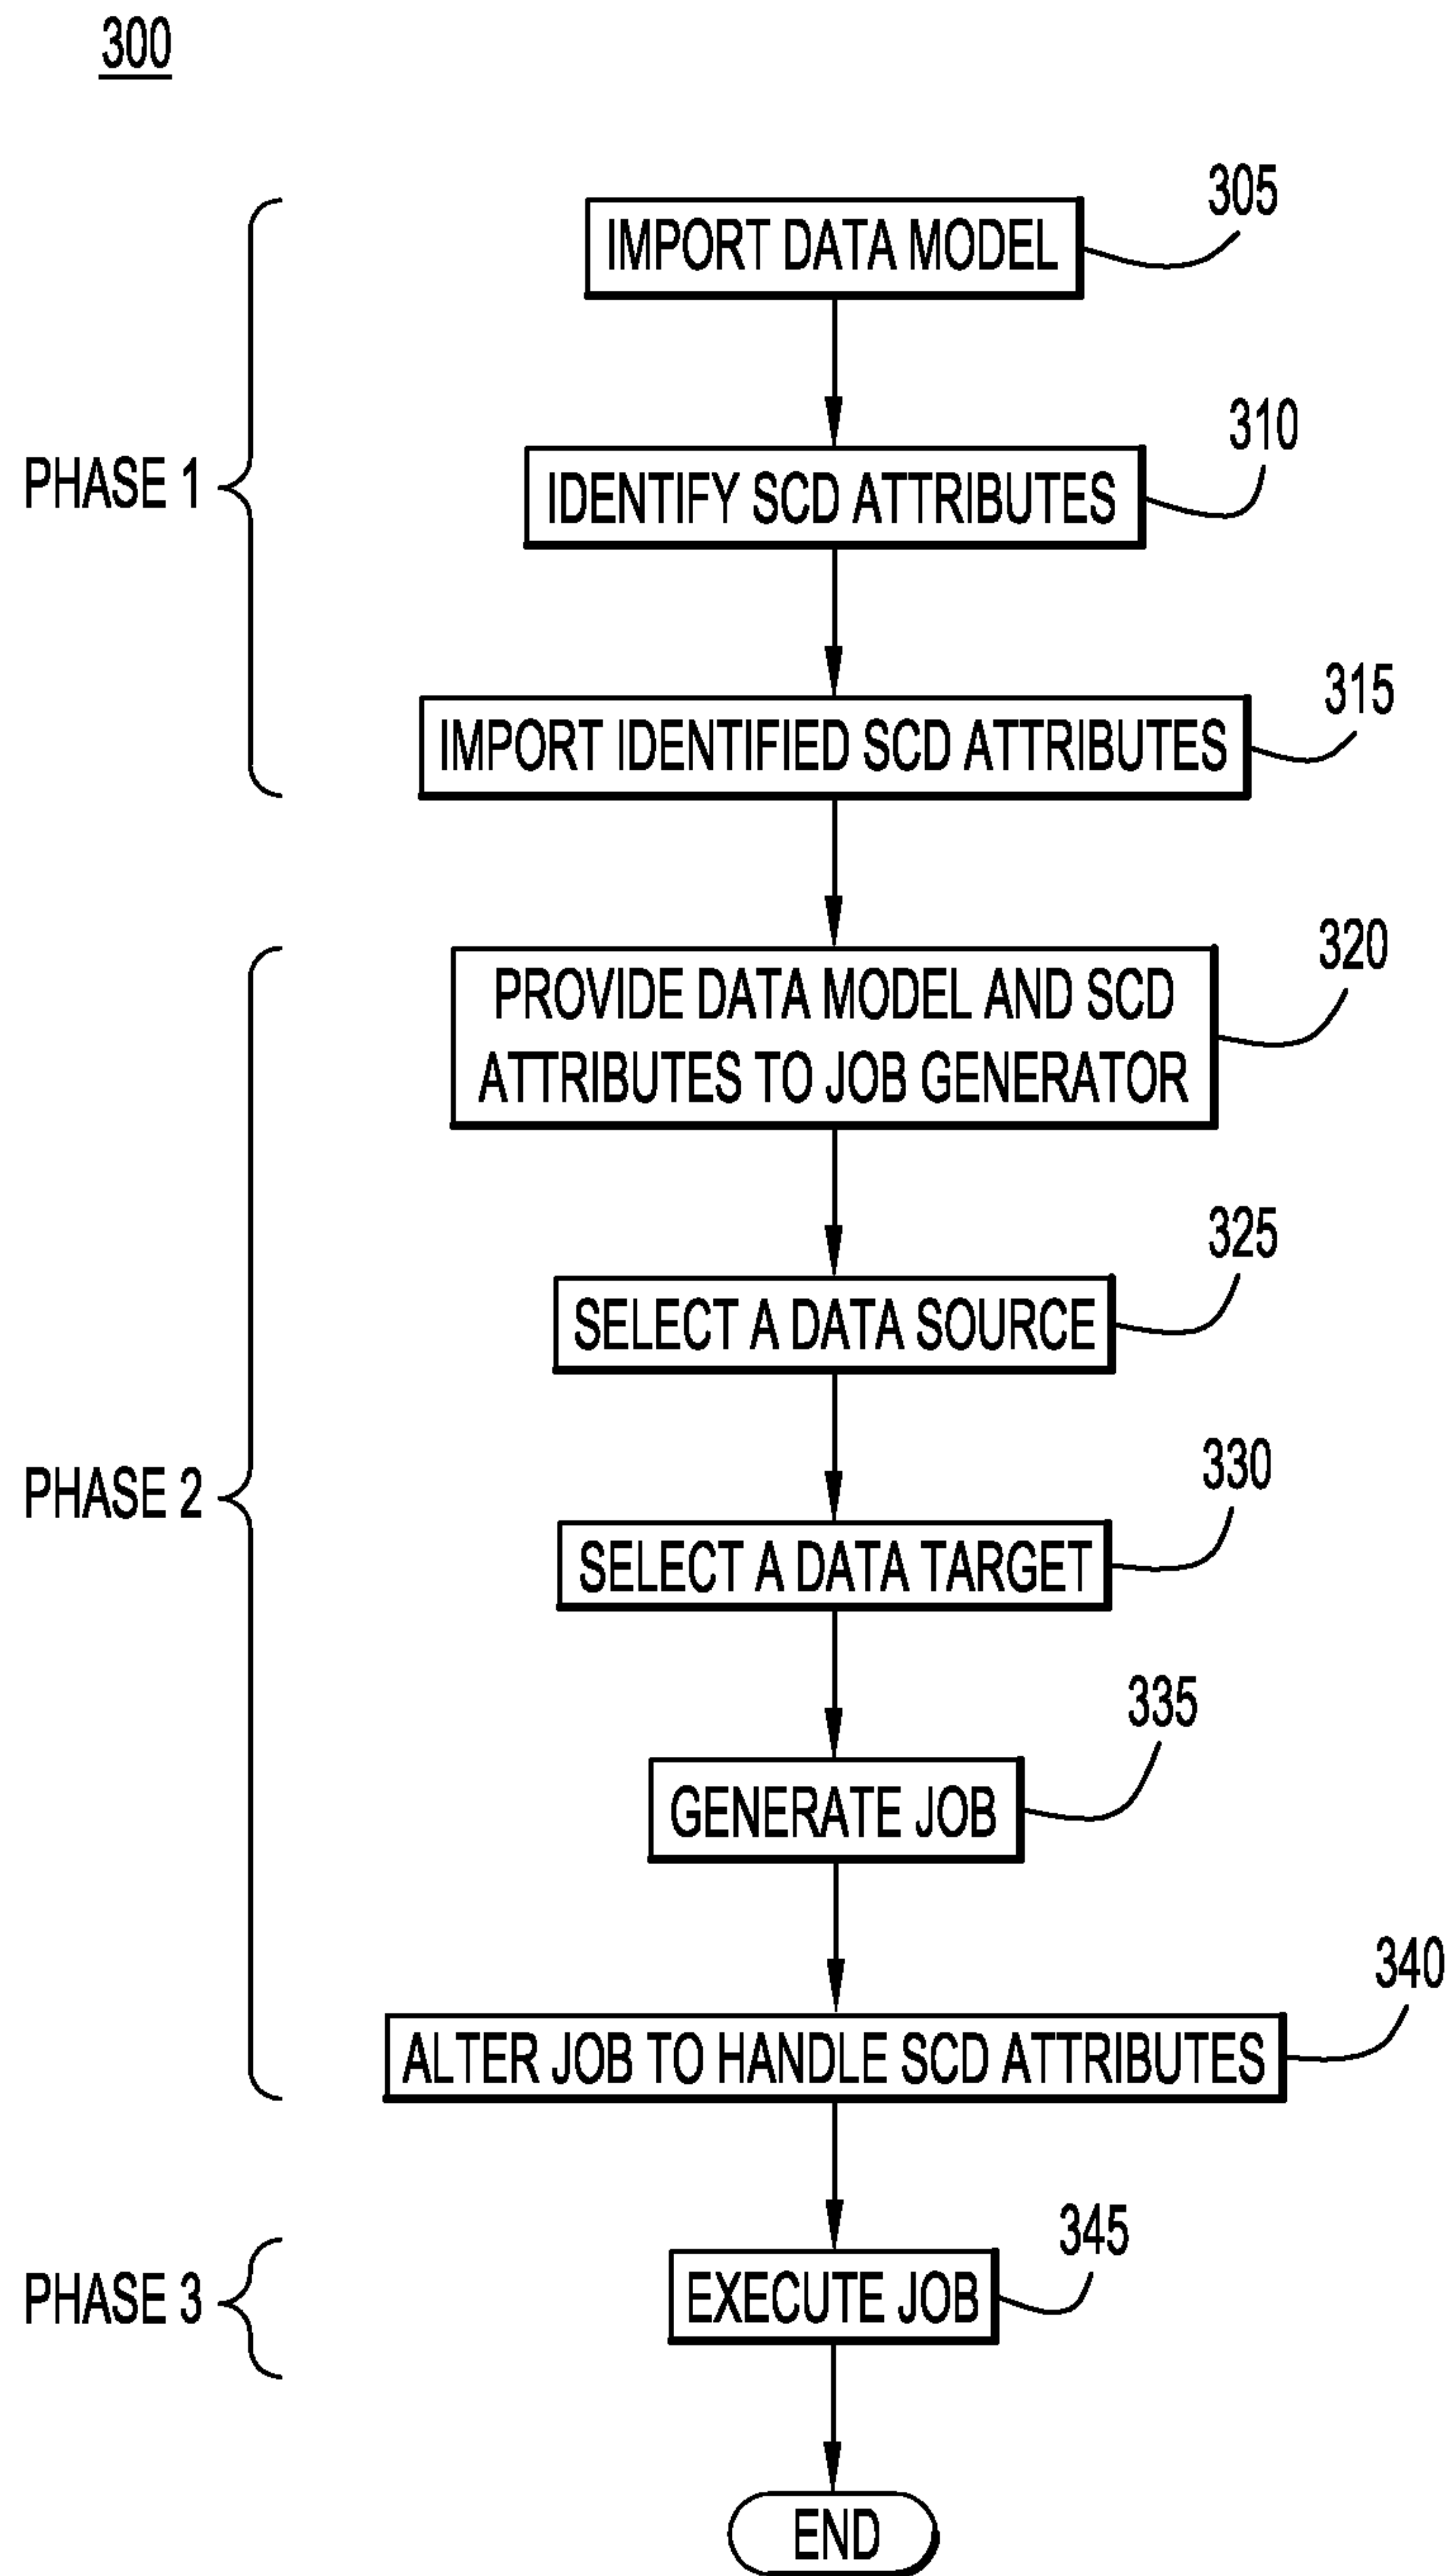 300
305
IMPORT DATA MODEL
310
IDENTIFY SCD ATTRIBUTES
PHASE 1
315
IMPORT IDENTIFIED SCD ATTRIBUTES
320
PROVIDE DATA MODEL AND SCD
ATTRIBUTES TO JOB GENERATOR
325
SELECT A DATA SOURCE
330
PHASE 2
SELECT A DATA TARGET
335
GENERATE JOB
340
ALTER JOB TO HANDLE SCD ATTRIBUTES
345
PHASE 3
EXECUTE JOB
END